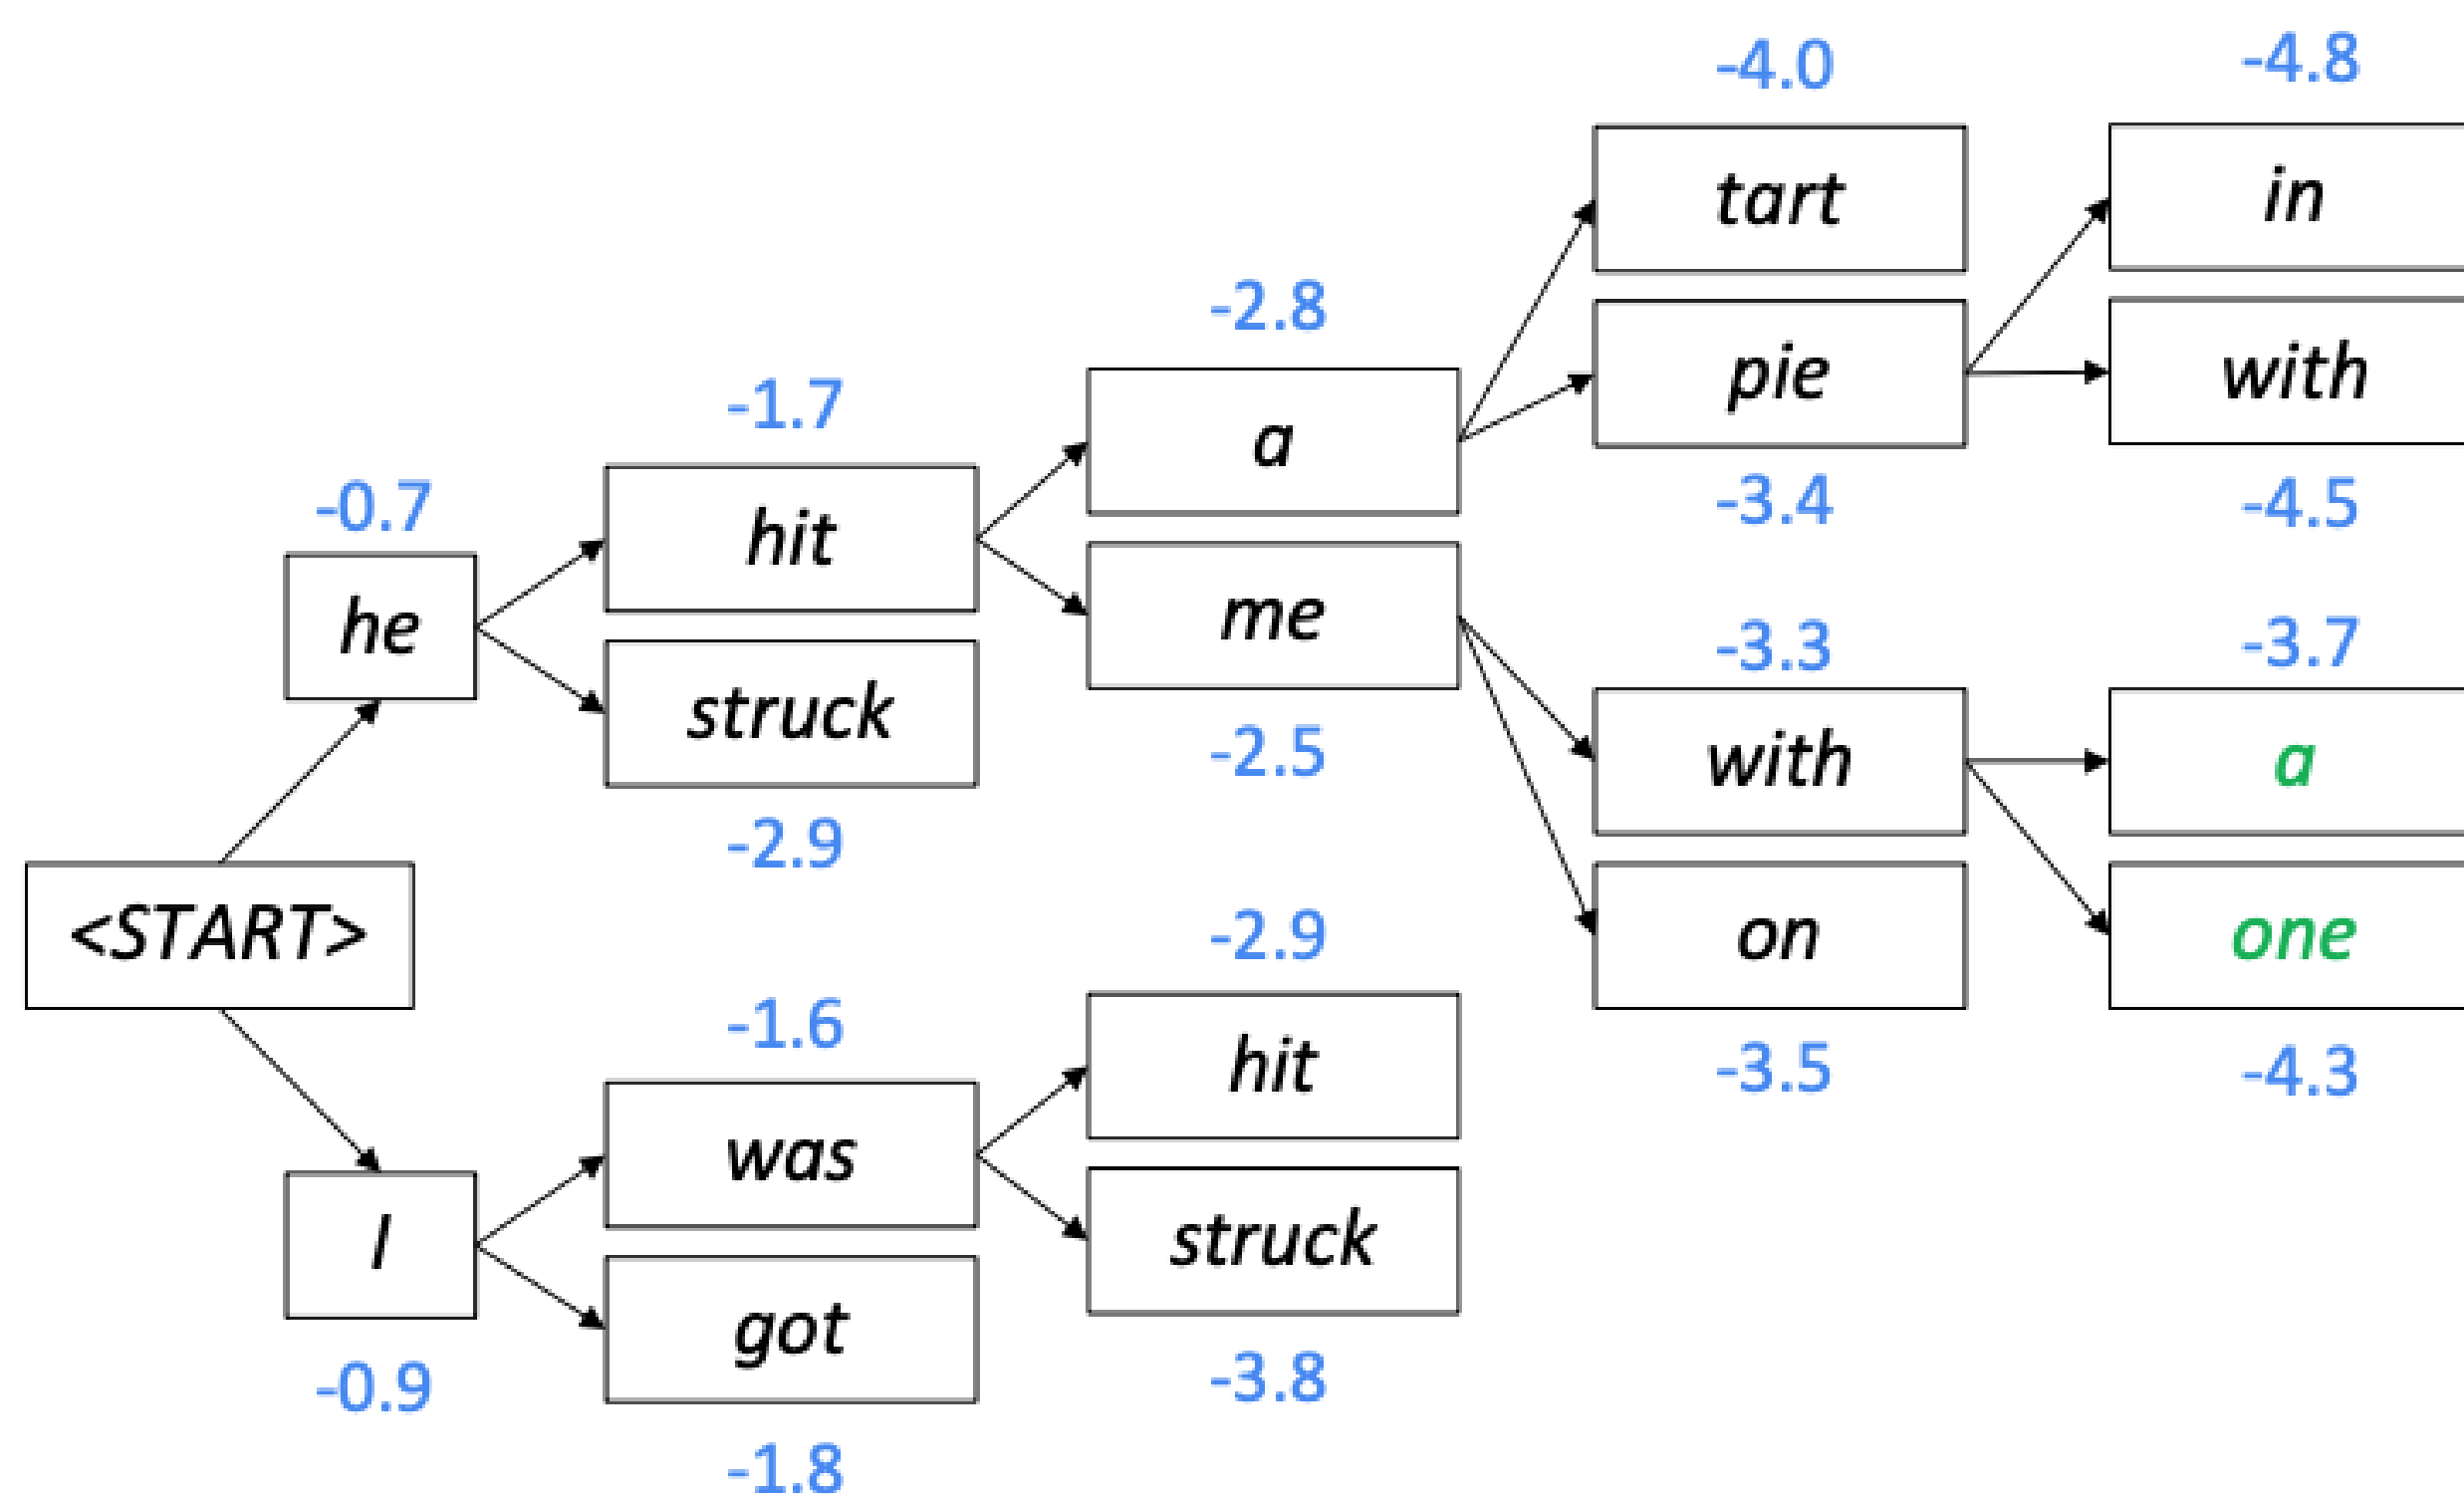 -4.0
-4.8
tart
in
-2.8
pie
with
-1.7
a
-3.4
-4.5
-0.7
hit
me
-3.3
-3.7
he
struck
-2.5
with
a
-2.9
<START>
-2.9
on
one
-1.6
hit
-3.5
-4.3
was
struck
I
got
-3.8
-0.9
-1.8